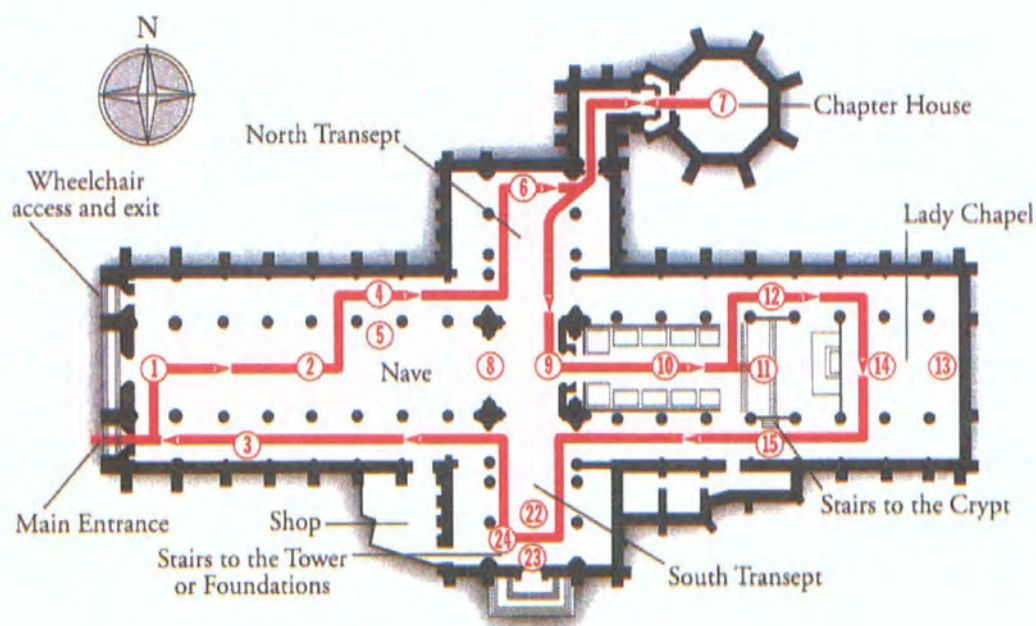 N
Chapter House
7
North Transept
Wheelchair
access and exit
6
Lady Chapel
4
12
5
1
2
Nave
8
9
10
11
14
13
3
15
Main Entrance
Shop
22
Stairs to the Crypt
24
Stairs to the Tower
or Foundations
23
South Transept